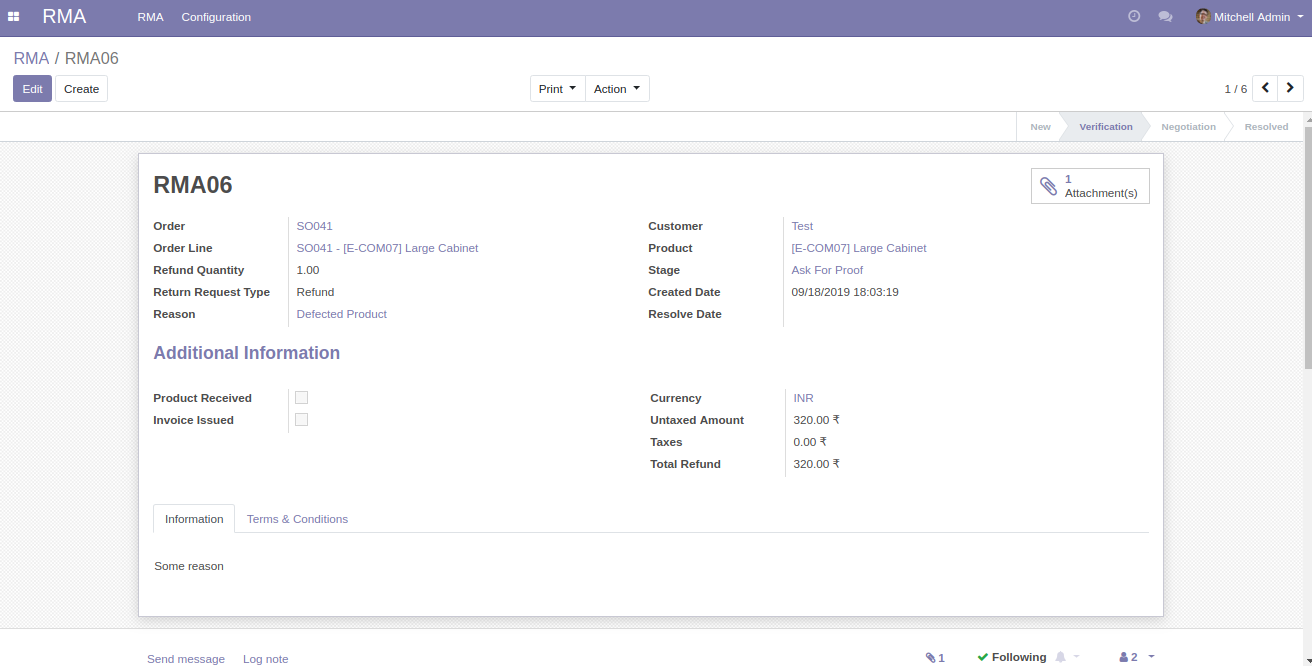 RMA RMA Configuration Mitchell Admin
RMA / RMA06
Edit Create Print Action 1 / 6
New Verification Negotiation Resolved
RMA06
1
Attachment(s)
Order SO041 Customer Test
Order Line SO041 - [E-COM07] Large Cabinet Product [E-COM07] Large Cabinet
Refund Quantity 1.00 Stage Ask For Proof
Return Request Type Refund Created Date 09/18/2019 18:03:19
Reason Defected Product Resolve Date
Additional Information
Product Received Currency INR
Invoice Issued Untaxed Amount 320.00 ₹
Taxes 0.00 ₹
Total Refund 320.00 ₹
Information Terms & Conditions
Some reason
Send message Log note 1 Following 2